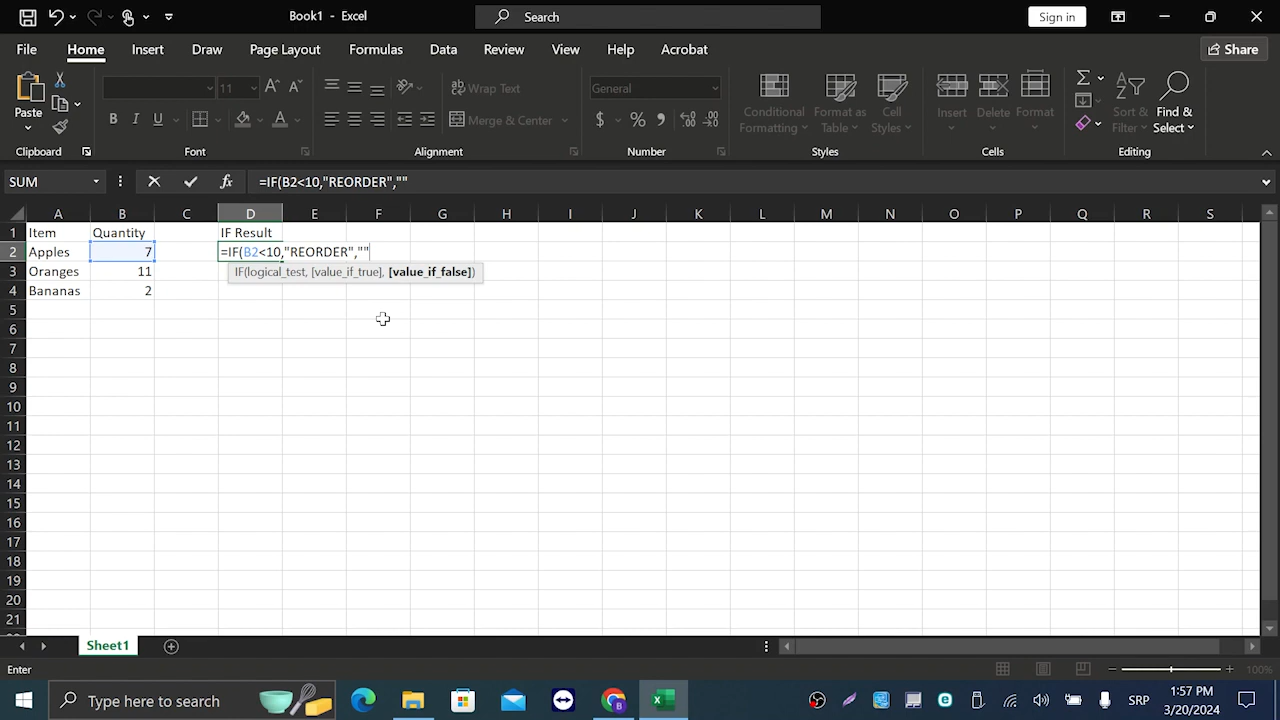 Book1 - Excel
Search
Sign in
File Home Insert Draw Page Layout Formulas Data Review View Help Acrobat Share
Paste
11
Wrap Text
Merge & Center
General
Conditional Formatting
Format as Table
Cell Styles
Insert
Delete
Format
Sort & Filter
Find & Select
Clipboard Font Alignment Number Styles Cells Editing
SUM
=IF(B2<10,"REORDER",""
A B C D E F G H I J K L M N O P Q R S
1 Item Quantity IF Result
2 Apples 7 =IF(B2<10,"REORDER",""
IF(logical_test, [value_if_true], [value_if_false])
3 Oranges 11
4 Bananas 2
5
6
7
8
9
10
11
12
13
14
15
16
17
18
19
20
21
Sheet1
Enter
100%
Type here to search
SRP
1:57 PM
3/20/2024